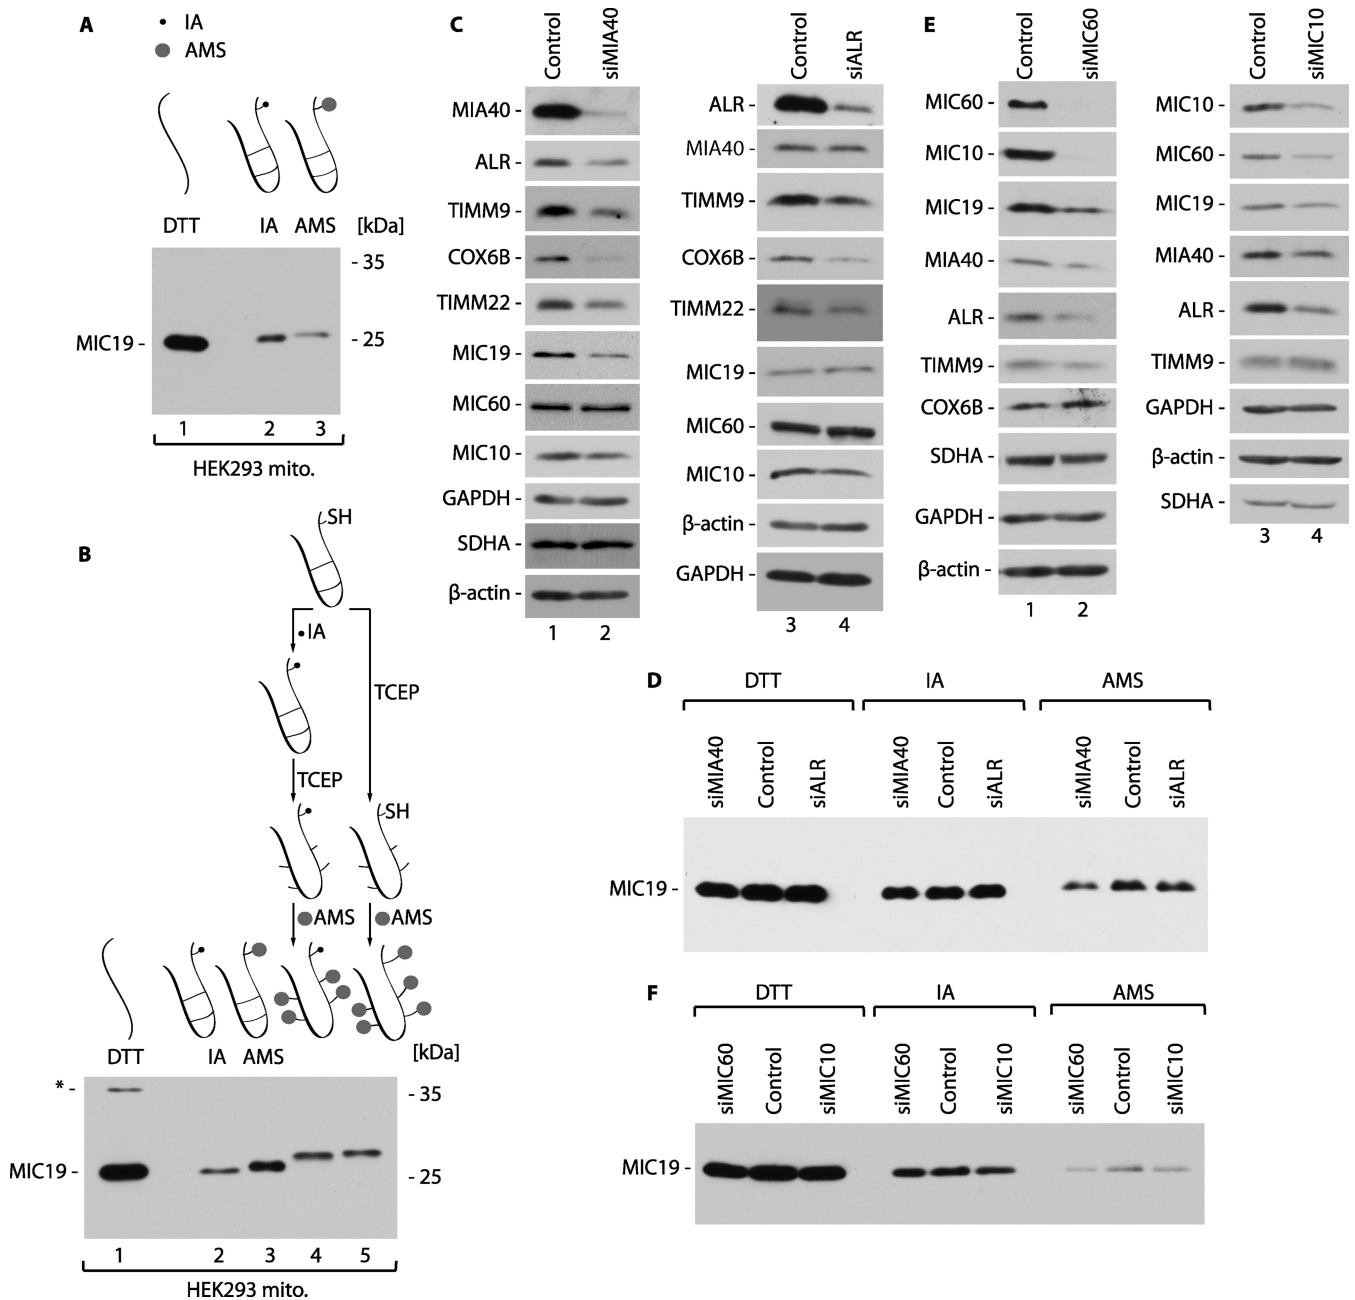 A
IA
AMS
DTT
IA
AMS
[kDa]
- 35
MIC19 -
- 25
1
2
3
HEK293 mito.
B
SH
IA
TCEP
TCEP
SH
AMS
AMS
DTT
IA
AMS
[kDa]
* -
- 35
MIC19 -
- 25
1
2
3
4
5
HEK293 mito.
C
Control
siMIA40
MIA40 -
ALR -
TIMM9 -
COX6B -
TIMM22 -
MIC19 -
MIC60 -
MIC10 -
GAPDH -
SDHA -
β-actin -
1
2
Control
siALR
ALR -
MIA40 -
TIMM9 -
COX6B -
TIMM22 -
MIC19 -
MIC60 -
MIC10 -
β-actin -
GAPDH -
3
4
E
Control
siMIC60
MIC60 -
MIC10 -
MIC19 -
MIA40 -
ALR -
TIMM9 -
COX6B -
SDHA -
GAPDH -
β-actin -
1
2
Control
siMIC10
MIC10 -
MIC60 -
MIC19 -
MIA40 -
ALR -
TIMM9 -
GAPDH -
β-actin -
SDHA -
3
4
D
DTT
IA
AMS
siMIA40
Control
siALR
siMIA40
Control
siALR
siMIA40
Control
siALR
MIC19 -
F
DTT
IA
AMS
siMIC60
Control
siMIC10
siMIC60
Control
siMIC10
siMIC60
Control
siMIC10
MIC19 -